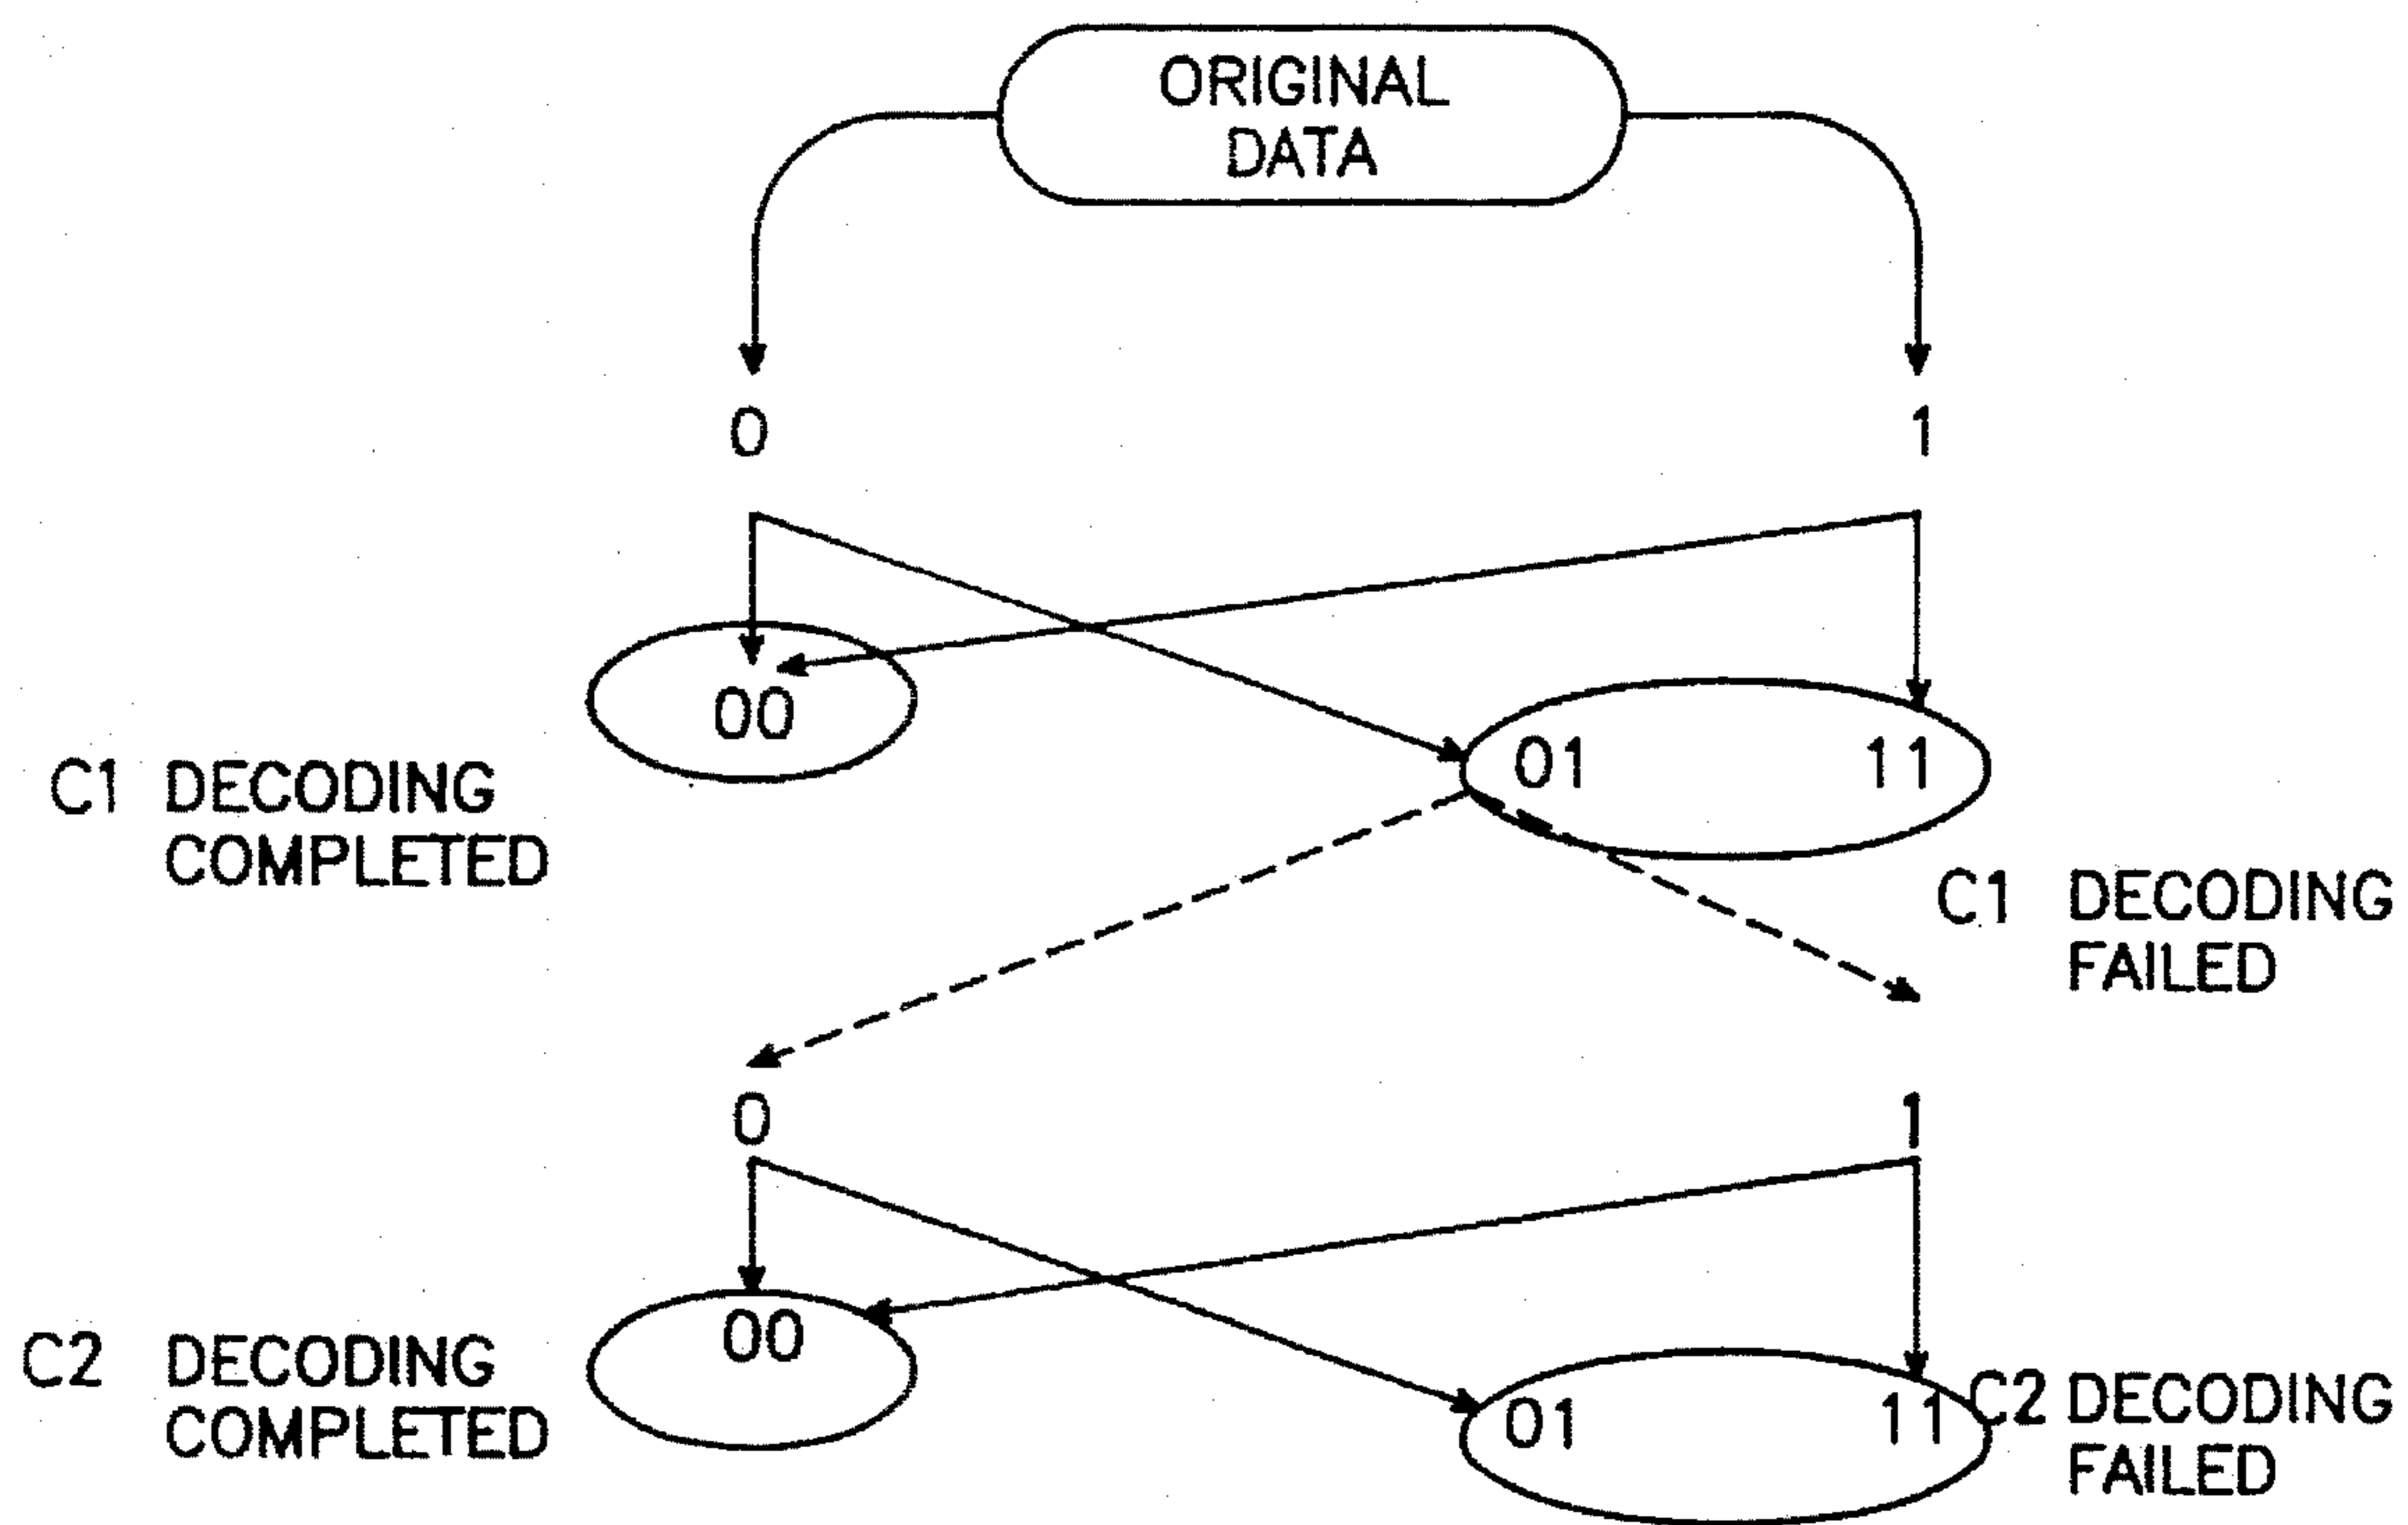 ORIGINAL
DATA
0
1
00
01
11
C1 DECODING
COMPLETED
C1 DECODING
FAILED
0
1
00
01
11
C2 DECODING
COMPLETED
C2 DECODING
FAILED